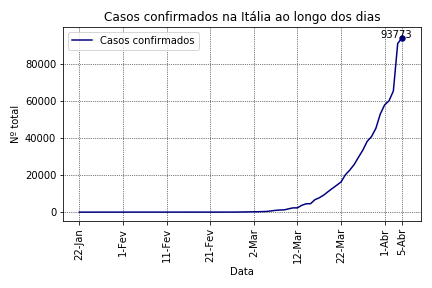 Casos confirmados na Itália ao longo dos dias
Casos confirmados
93773
80000
60000
40000
20000
0
Nº total
22-Jan
1-Fev
11-Fev
21-Fev
2-Mar
12-Mar
22-Mar
1-Abr
5-Abr
Data